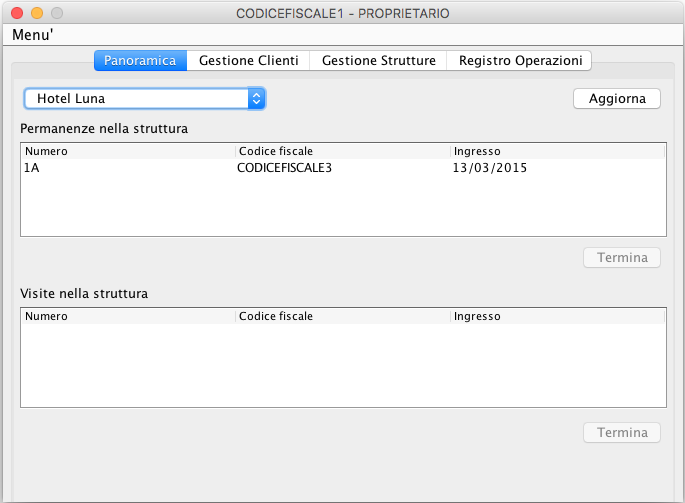 CODICEFISCALE1 - PROPRIETARIO
Menu'
Panoramica Gestione Clienti Gestione Strutture Registro Operazioni
Hotel Luna Aggiorna
Permanenze nella struttura
Numero Codice fiscale Ingresso
1A CODICEFISCALE3 13/03/2015
Termina
Visite nella struttura
Numero Codice fiscale Ingresso
Termina